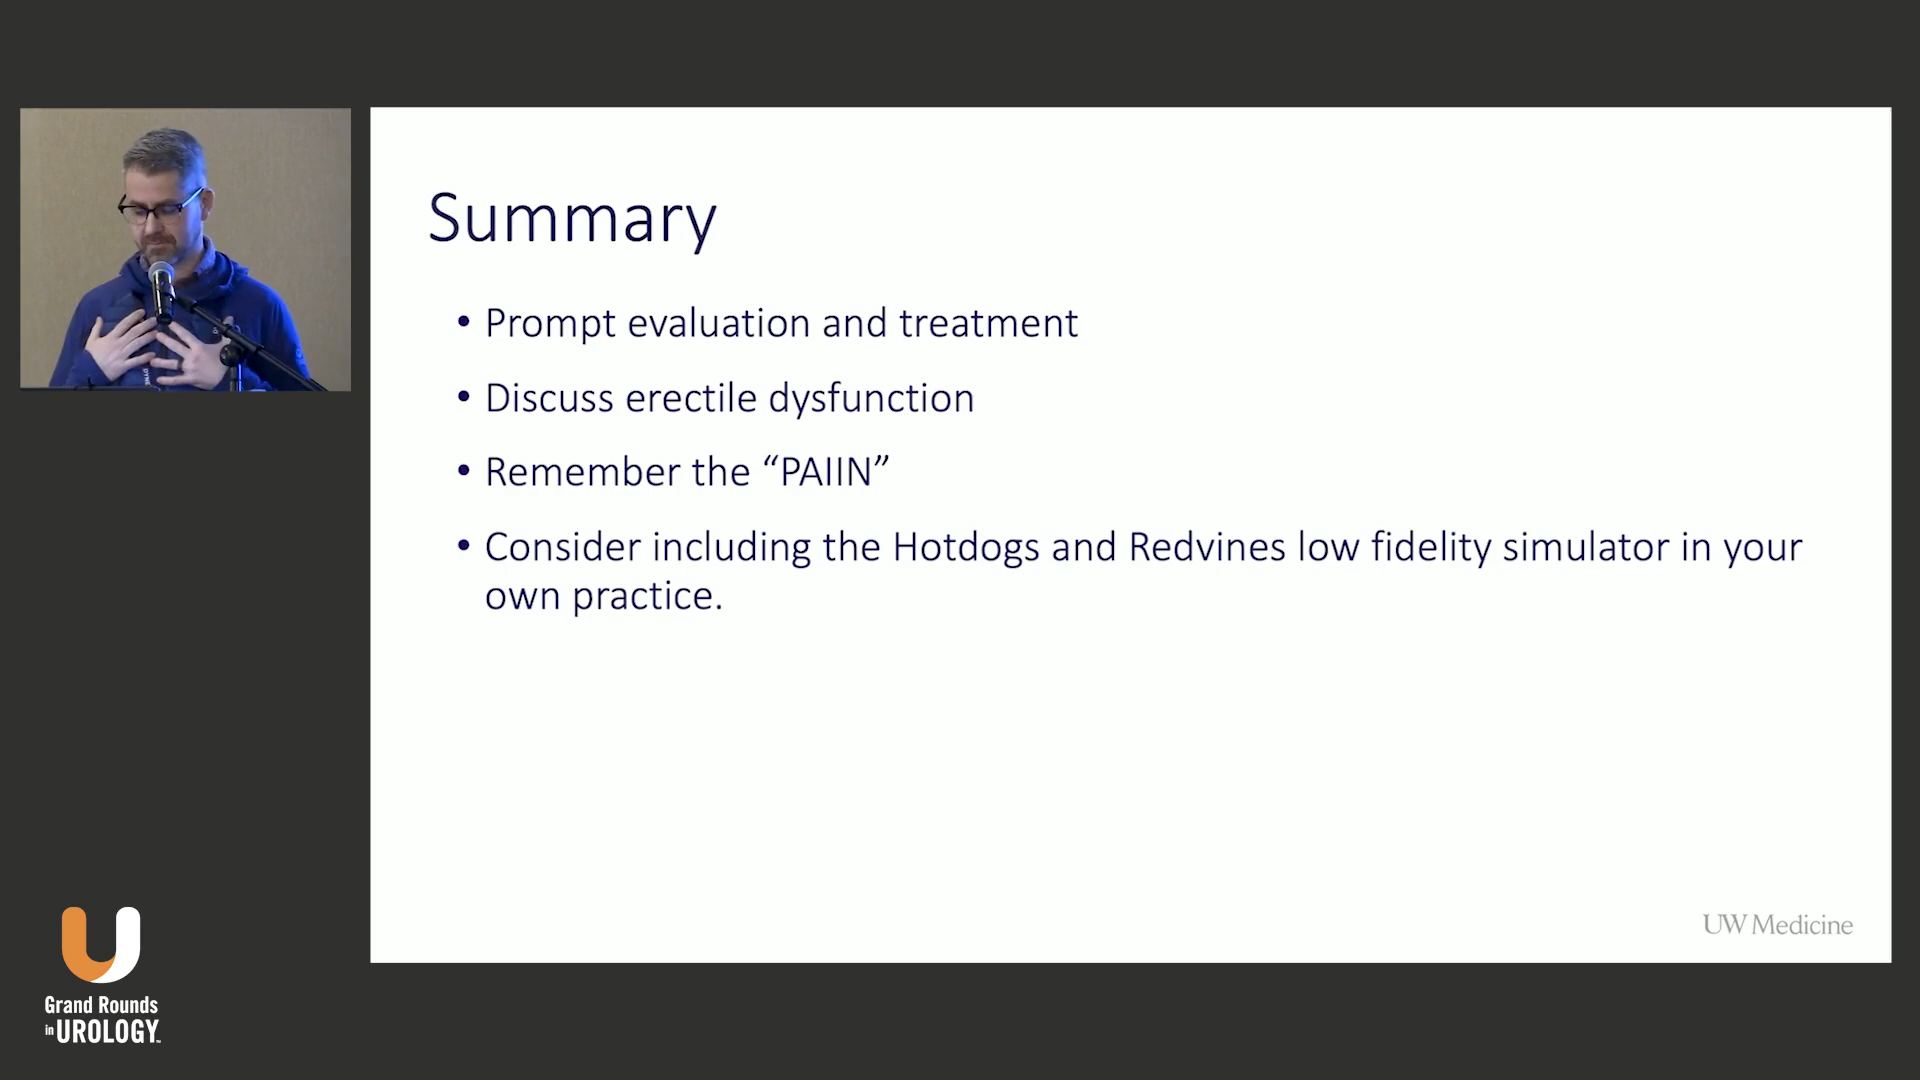 Summary
• Prompt evaluation and treatment
• Discuss erectile dysfunction
• Remember the “PAIIN”
• Consider including the Hotdogs and Redvines low fidelity simulator in your
own practice.
UW Medicine
Grand Rounds
in UROLOGY